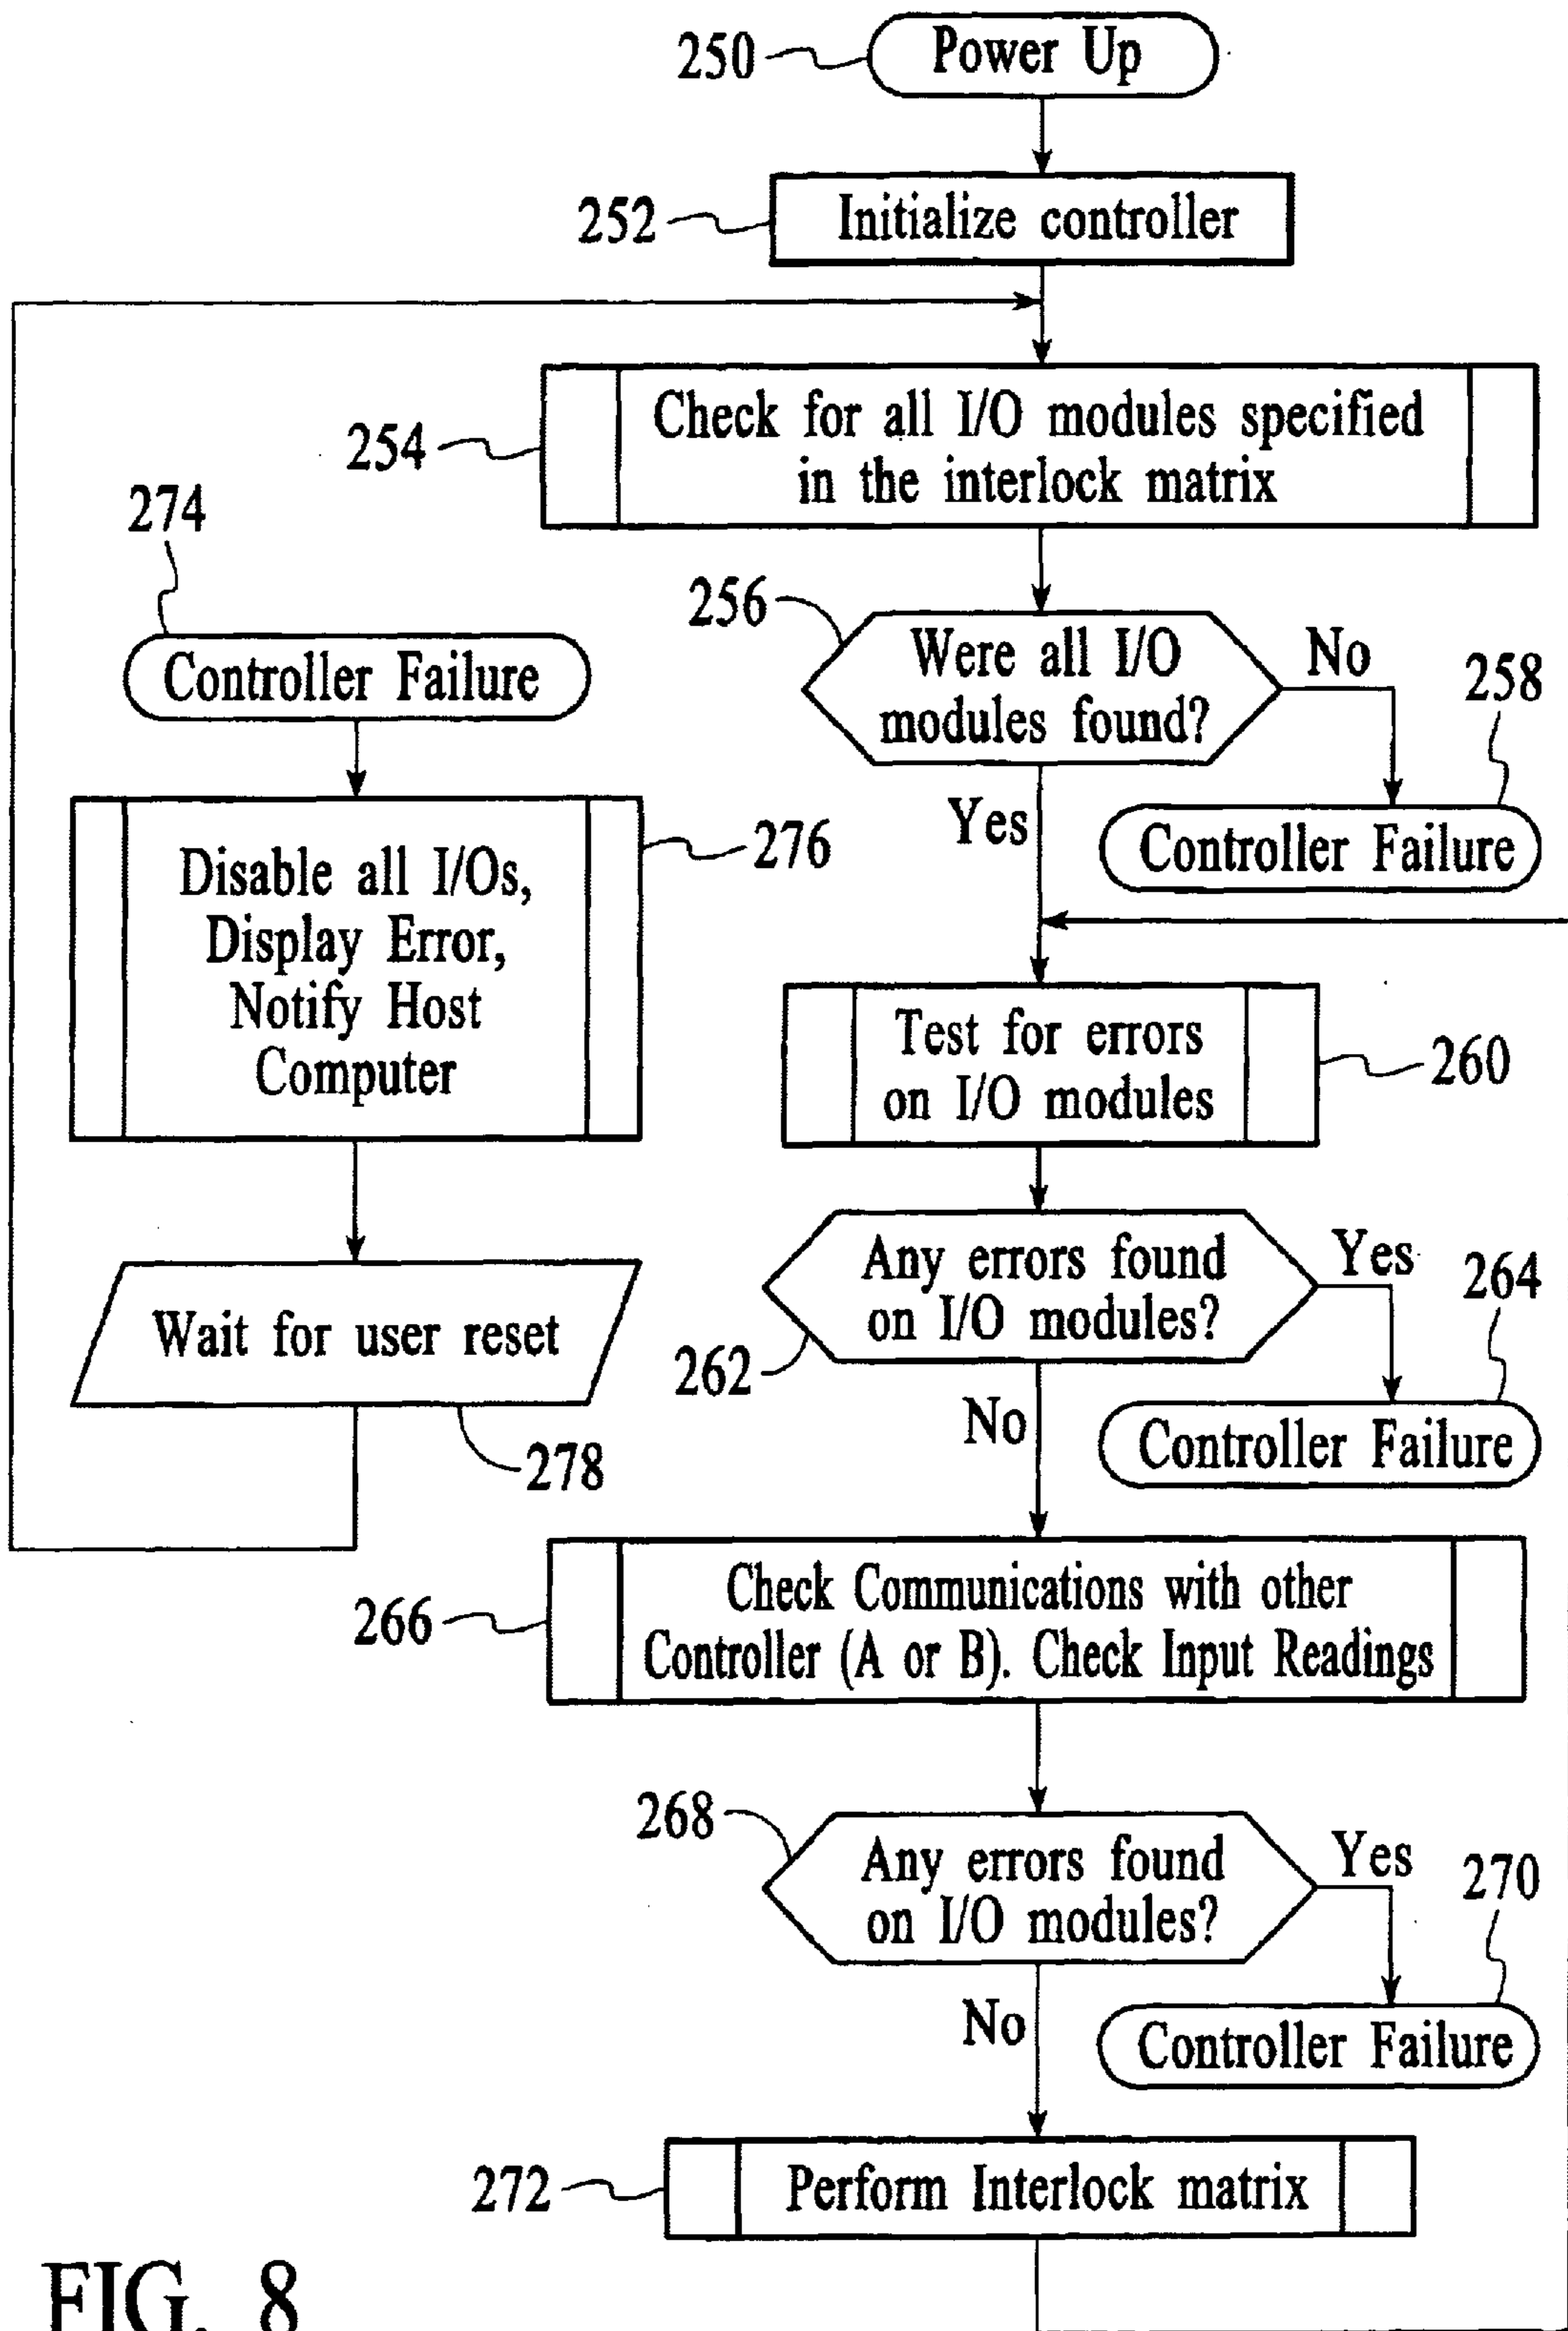 250
Power Up
252
Initialize controller
254
Check for all I/O modules specified
in the interlock matrix
274
Controller Failure
276
Disable all I/Os,
Display Error,
Notify Host
Computer
Wait for user reset
278
256
Were all I/O
modules found?
No
258
Controller Failure
Yes
Test for errors
on I/O modules
260
Any errors found
on I/O modules?
262
Yes
264
Controller Failure
No
266
Check Communications with other
Controller (A or B). Check Input Readings
268
Any errors found
on I/O modules?
Yes
270
Controller Failure
No
272
Perform Interlock matrix
FIG. 8